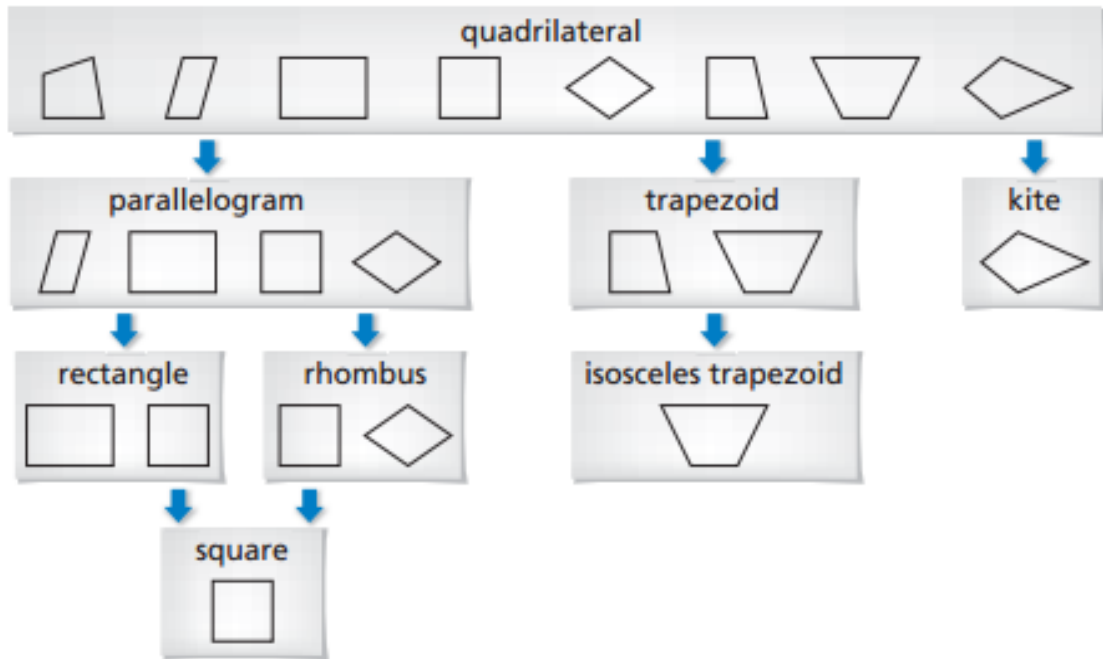 quadrilateral
parallelogram
trapezoid
kite
rectangle
rhombus
isosceles trapezoid
square